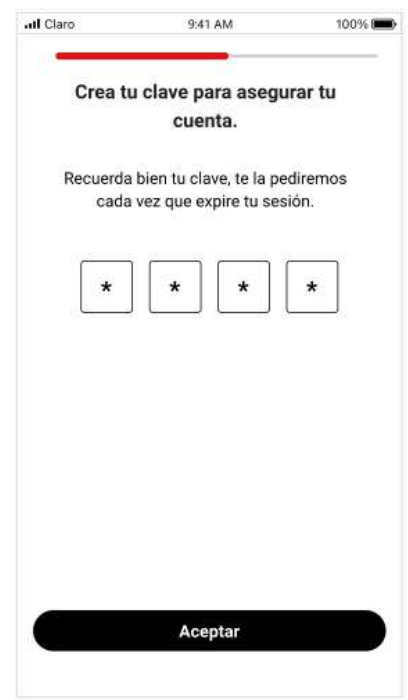 Claro 9:41 AM 100%
Crea tu clave para asegurar tu
cuenta.
Recuerda bien tu clave, te la pediremos
cada vez que expire tu sesión.
* * * *
Aceptar